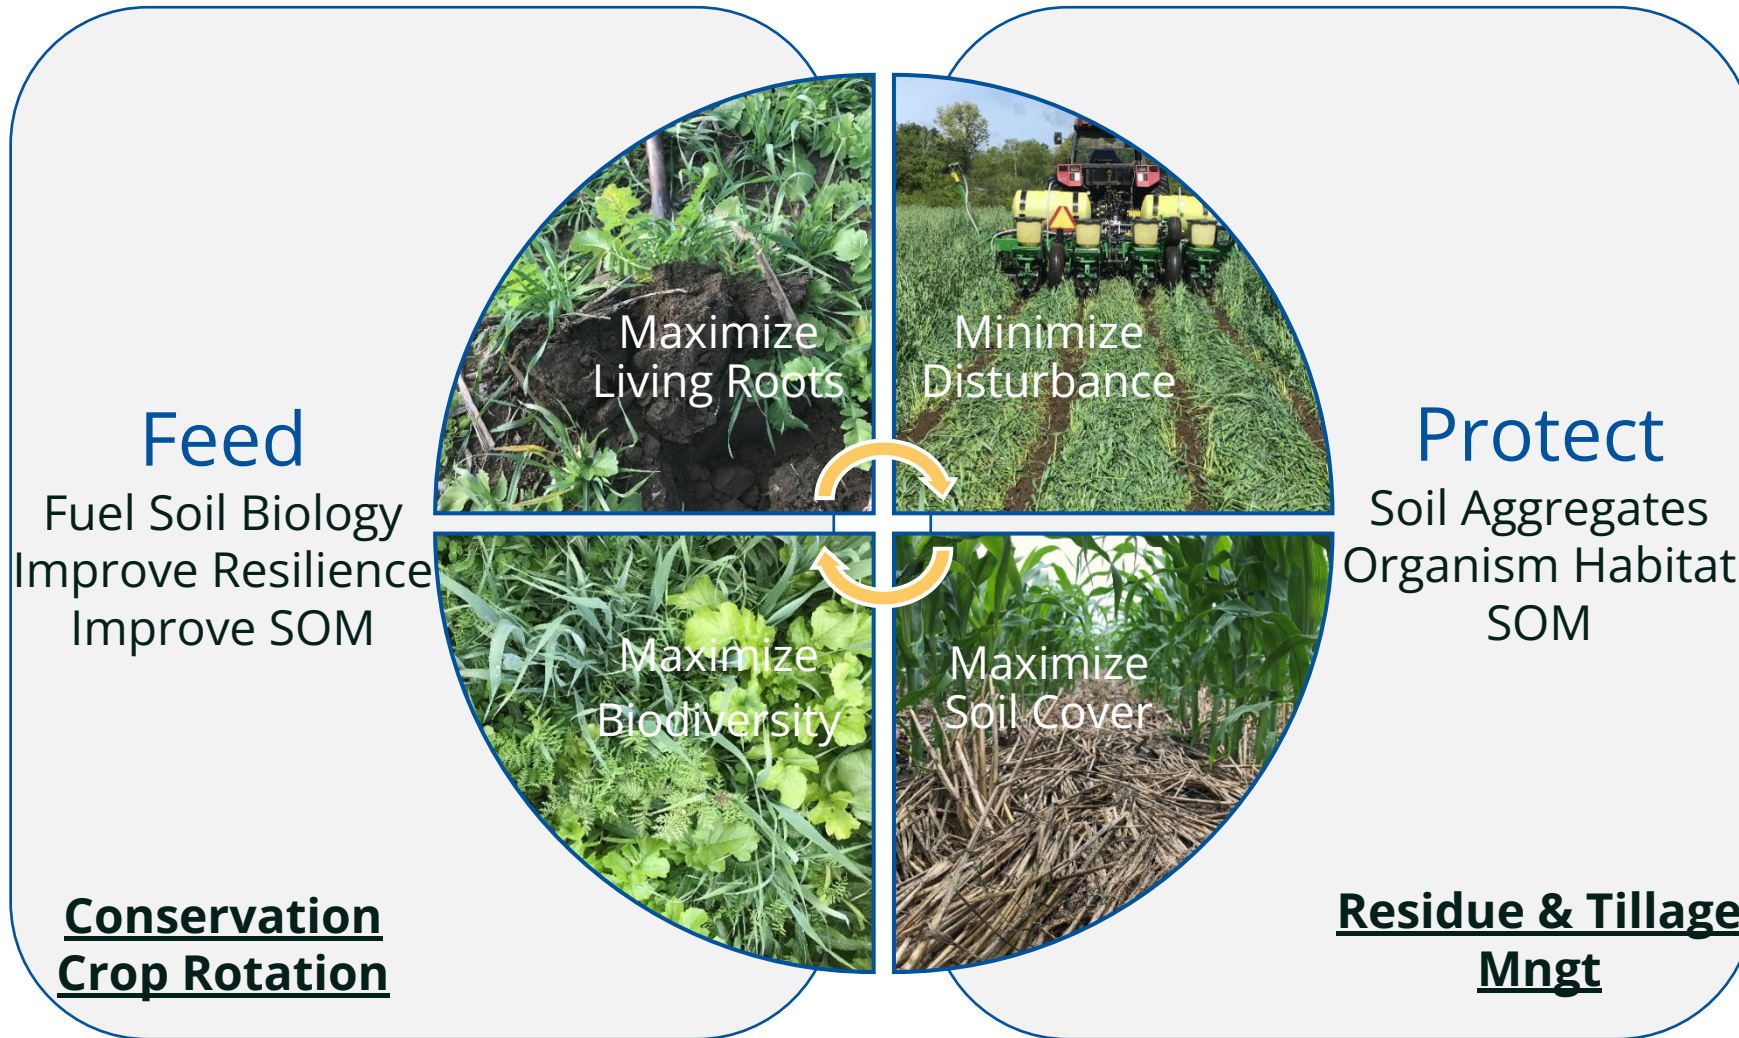 Feed
Fuel Soil Biology
Improve Resilience
Improve SOM
Conservation
Crop Rotation
Maximize
Living Roots
Minimize
Disturbance
Maximize
Biodiversity
Maximize
Soil Cover
Protect
Soil Aggregates
Organism Habitat
SOM
Residue & Tillage
Mngt